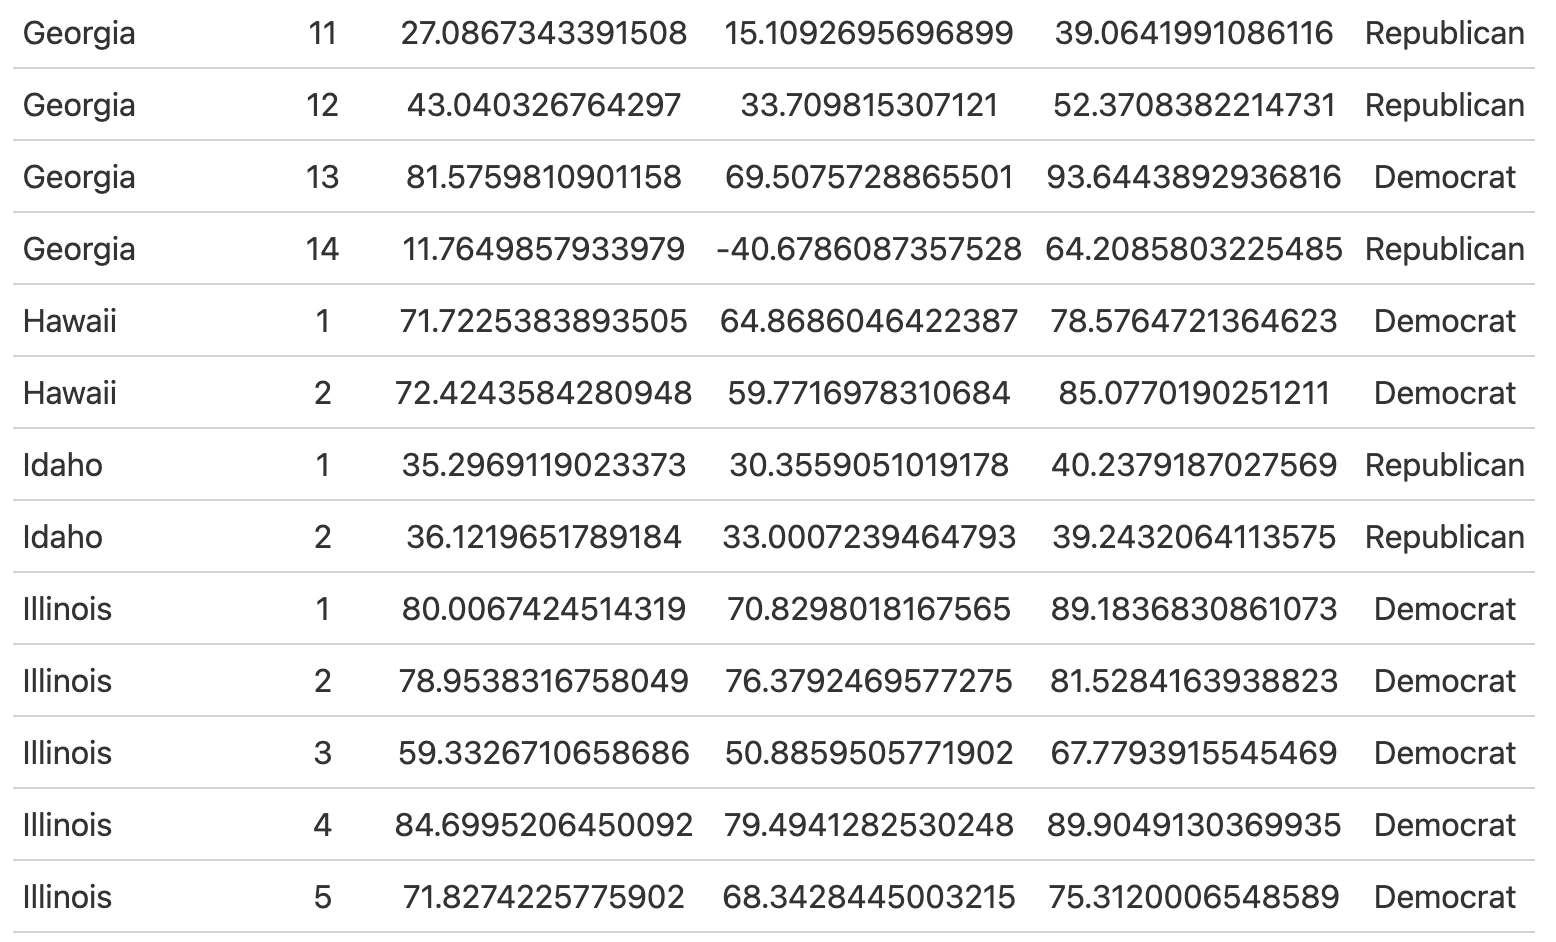 Georgia 11 27.0867343391508 15.1092695696899 39.0641991086116 Republican
Georgia 12 43.040326764297 33.709815307121 52.3708382214731 Republican
Georgia 13 81.5759810901158 69.5075728865501 93.6443892936816 Democrat
Georgia 14 11.7649857933979 -40.6786087357528 64.2085803225485 Republican
Hawaii 1 71.7225383893505 64.8686046422387 78.5764721364623 Democrat
Hawaii 2 72.4243584280948 59.7716978310684 85.0770190251211 Democrat
Idaho 1 35.2969119023373 30.3559051019178 40.2379187027569 Republican
Idaho 2 36.1219651789184 33.0007239464793 39.2432064113575 Republican
Illinois 1 80.0067424514319 70.8298018167565 89.1836830861073 Democrat
Illinois 2 78.9538316758049 76.3792469577275 81.5284163938823 Democrat
Illinois 3 59.3326710658686 50.8859505771902 67.7793915545469 Democrat
Illinois 4 84.6995206450092 79.4941282530248 89.9049130369935 Democrat
Illinois 5 71.8274225775902 68.3428445003215 75.3120006548589 Democrat